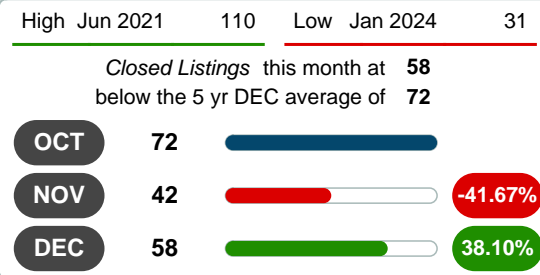 High Jun 2021 110 Low Jan 2024 31
Closed Listings this month at 58
below the 5 yr DEC average of 72
OCT 72
NOV 42 -41.67%
DEC 58 38.10%